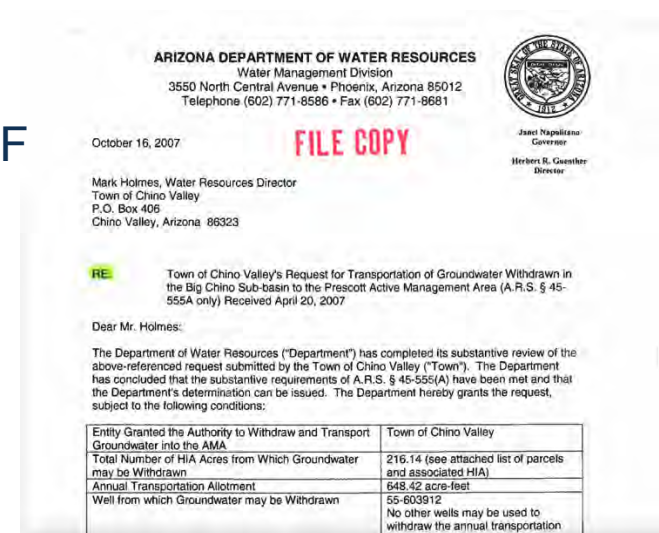 ARIZONA DEPARTMENT OF WATER RESOURCES
Water Management Division
3550 North Central Avenue • Phoenix, Arizona 85012
Telephone (602) 771-8586 • Fax (602) 771-8681
1912
Janet Napolitano
Governor
Herbert R. Guenther
Director
F
October 16, 2007
FILE COPY
Mark Holmes, Water Resources Director
Town of Chino Valley
P.O. Box 406
Chino Valley, Arizona 86323
RE: Town of Chino Valley's Request for Transportation of Groundwater Withdrawn in
the Big Chino Sub-basin to the Prescott Active Management Area (A.R.S. § 45-
555A only) Received April 20, 2007
Dear Mr. Holmes:
The Department of Water Resources ("Department") has completed its substantive review of the
above-referenced request submitted by the Town of Chino Valley ("Town"). The Department
has concluded that the substantive requirements of A.R.S. § 45-555(A) have been met and that
the Department's determination can be issued. The Department hereby grants the request,
subject to the following conditions:
Entity Granted the Authority to Withdraw and Transport Groundwater into the AMA
Town of Chino Valley
Total Number of HIA Acres from Which Groundwater may be Withdrawn
216.14 (see attached list of parcels and associated HIA)
Annual Transportation Allotment
648.42 acre-feet
Well from which Groundwater may be Withdrawn
55-603912
No other wells may be used to
withdraw the annual transportation